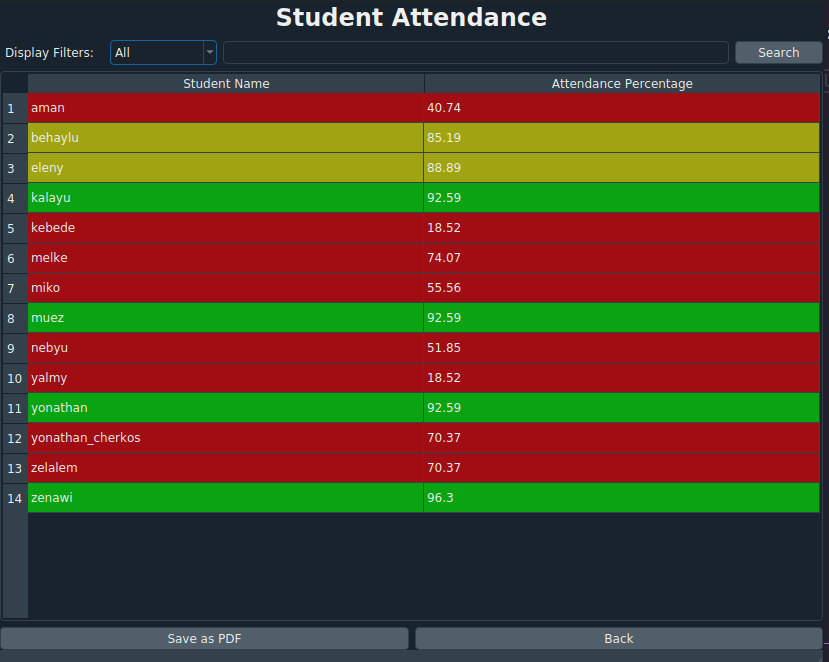 Student Attendance
Display Filters: All Search
Student Name Attendance Percentage
1 aman 40.74
2 behaylu 85.19
3 eleny 88.89
4 kalayu 92.59
5 kebede 18.52
6 melke 74.07
7 miko 55.56
8 muez 92.59
9 nebyu 51.85
10 yalmy 18.52
11 yonathan 92.59
12 yonathan_cherkos 70.37
13 zelalem 70.37
14 zenawi 96.3
Save as PDF Back